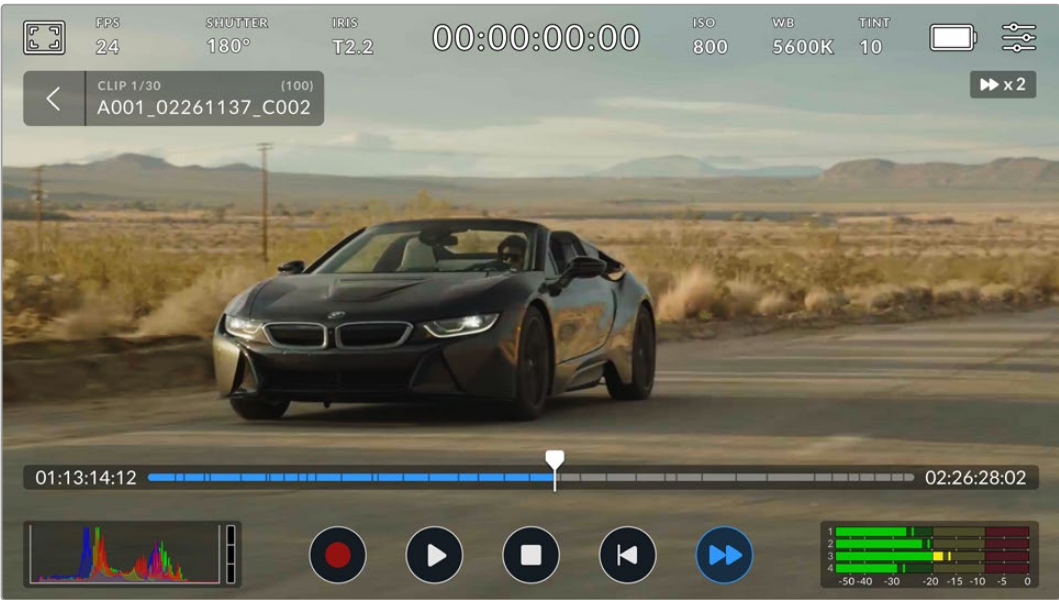 FPS
24
SHUTTER
180°
IRIS
T2.2
00:00:00:00
ISO
800
WB
5600K
TINT
10
CLIP 1/30 (100)
A001_02261137_C002
x2
01:13:14:12
02:26:28:02
1
2
3
4
-50 -40 -30 -20 -15 -10 -5 0